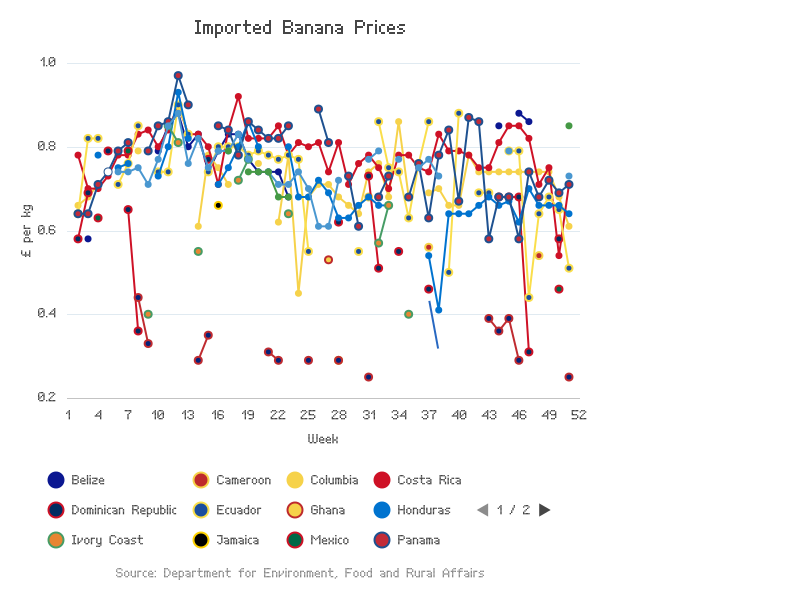 Imported Banana Prices
1.0
0.8
0.6
0.4
0.2
£ per kg
1 4 7 10 13 16 19 22 25 28 31 34 37 40 43 46 49 52
Week
Belize Cameroon Columbia Costa Rica
Dominican Republic Ecuador Ghana Honduras 1 / 2
Ivory Coast Jamaica Mexico Panama
Source: Department for Environment, Food and Rural Affairs